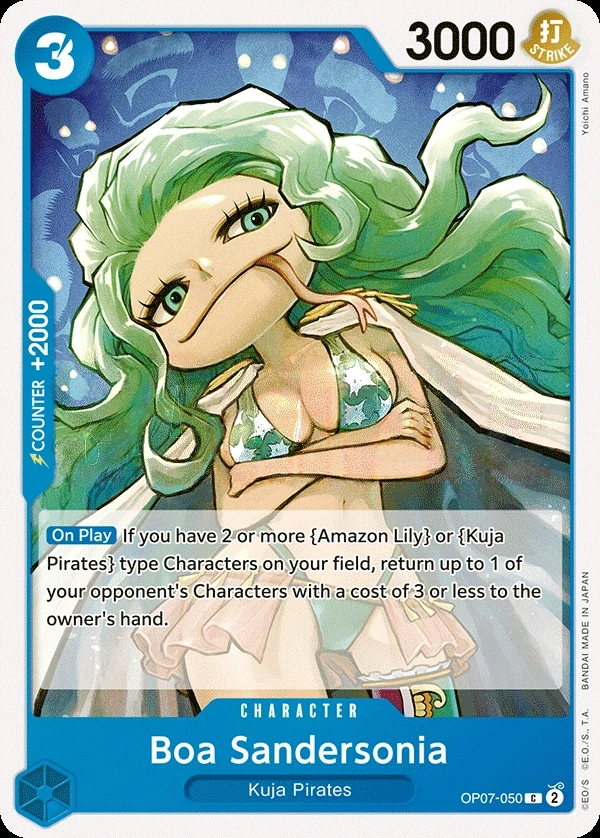 3
3000
打
STRIKE
Yoichi Amano
COUNTER +2000
On Play If you have 2 or more {Amazon Lily} or {Kuja
Pirates} type Characters on your field, return up to 1 of
your opponent's Characters with a cost of 3 or less to the
owner's hand.
BANDAI MADE IN JAPAN
©EO/S ©E.O./S., T.A.
CHARACTER
Boa Sandersonia
Kuja Pirates
OP07-050 C 2